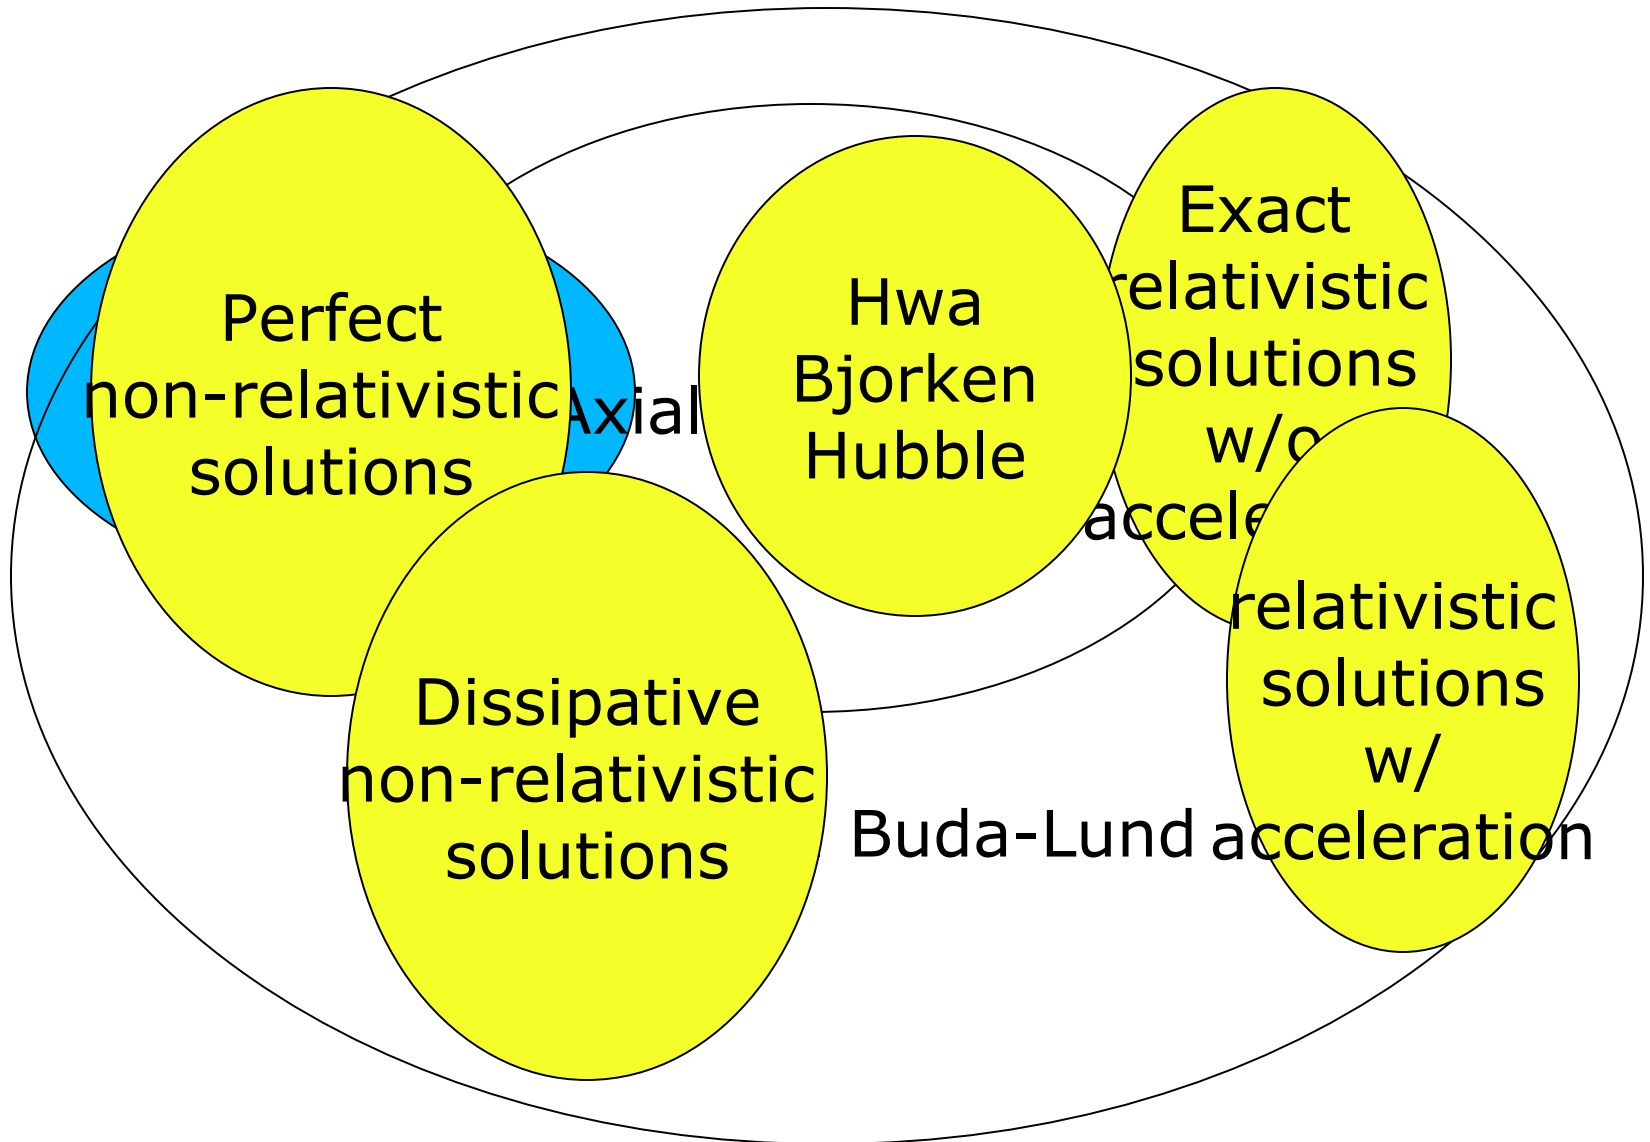 Perfect
non-relativistic
solutions
Axial
Hwa
Bjorken
Hubble
Exact
relativistic
solutions
w/o
Dissipative
non-relativistic
solutions
Buda-Lund
relativistic
solutions
w/
acceleration